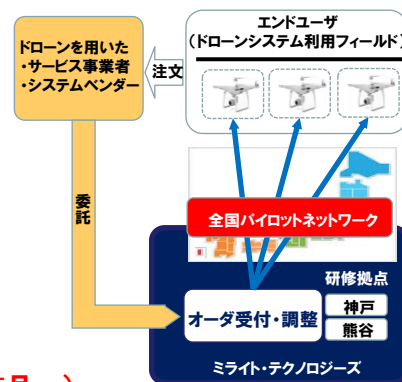 エンドユーザ
(ドローンシステム利用フィールド)
ドローンを用いた
・サービス事業者
・システムベンダー
注文
委託
全国パイロットネットワーク
研修拠点
オーダ受付・調整
神戸
熊谷
ミライト・テクノロジーズ